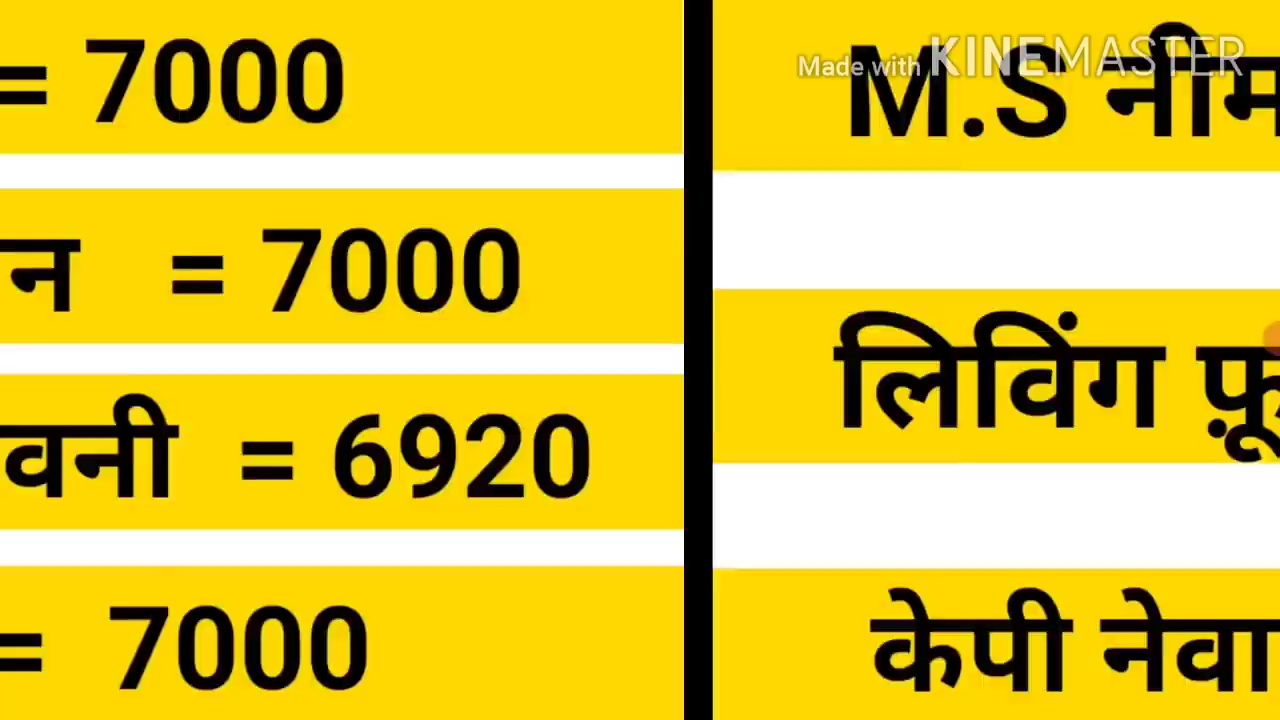 = 7000
न = 7000
वनी = 6920
= 7000
Made with KINEMASTER
M.S नीम
लिविंग फ़ू
केपी नेवा